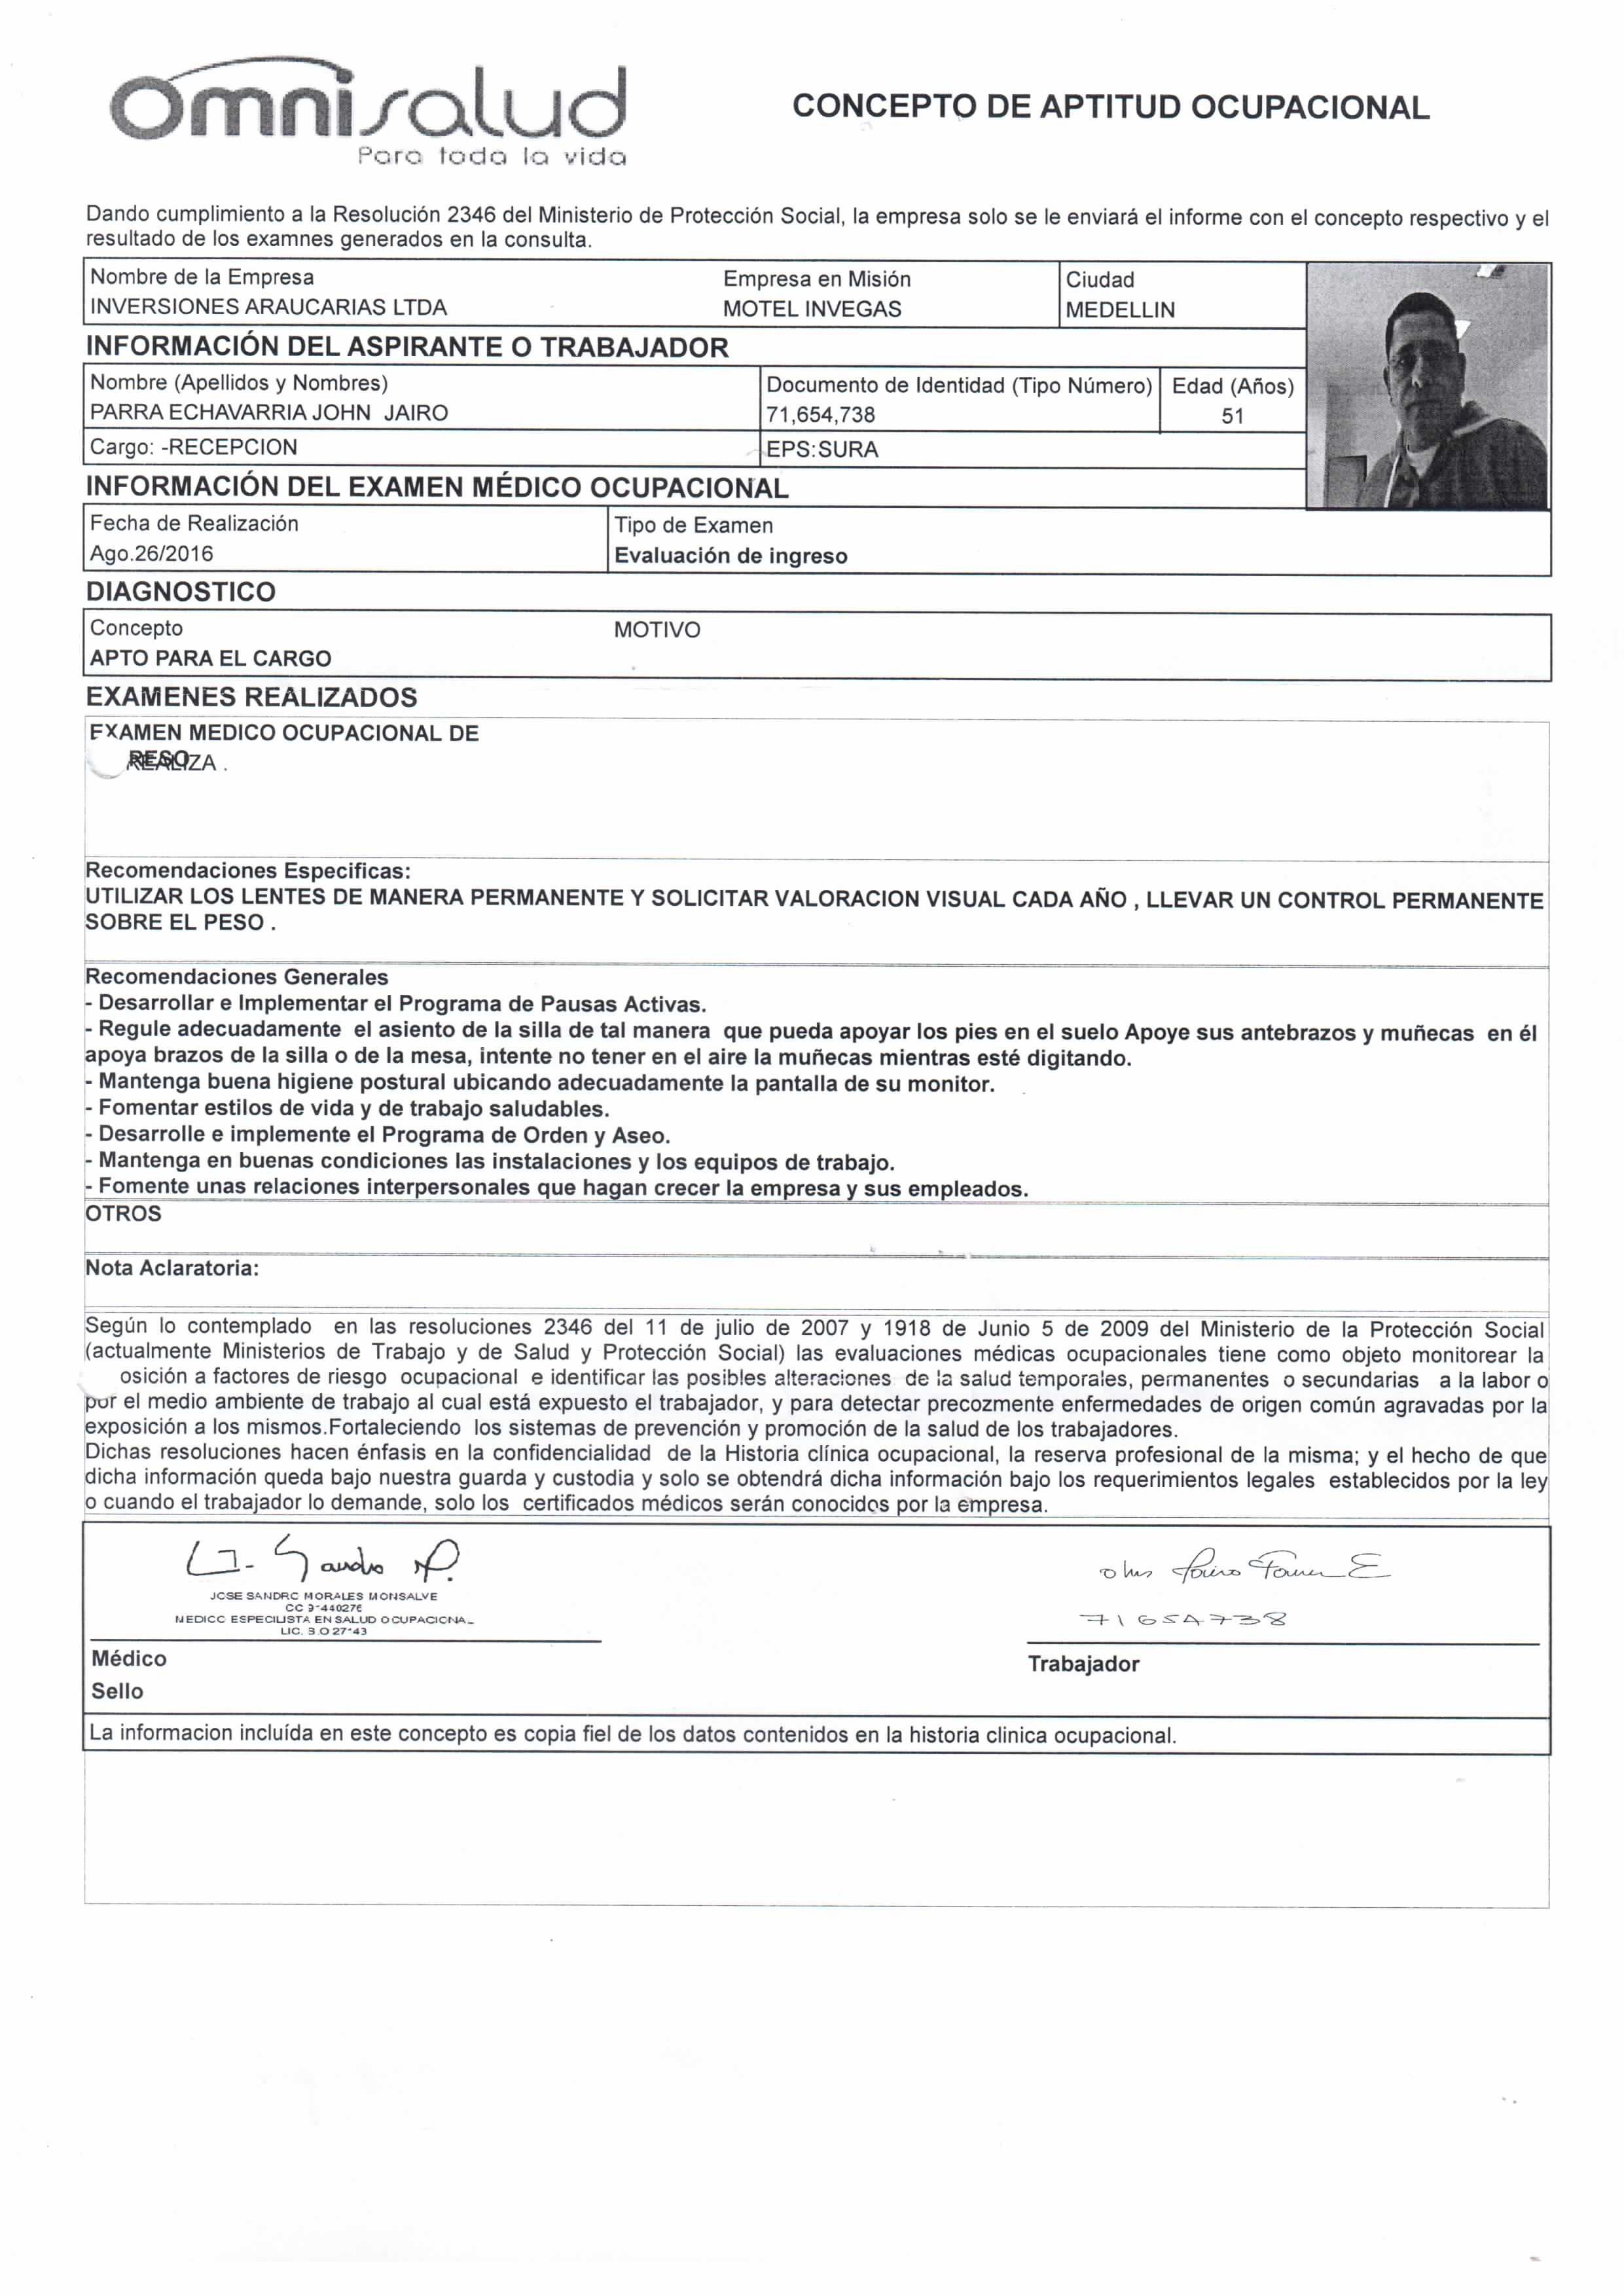 omnisalud
Para toda la vida
CONCEPTO DE APTITUD OCUPACIONAL
Dando cumplimiento a la Resolución 2346 del Ministerio de Protección Social, la empresa solo se le enviará el informe con el concepto respectivo y el
resultado de los examnes generados en la consulta.
Nombre de la Empresa Empresa en Misión Ciudad
INVERSIONES ARAUCARIAS LTDA MOTEL INVEGAS MEDELLIN
INFORMACIÓN DEL ASPIRANTE O TRABAJADOR
Nombre (Apellidos y Nombres) Documento de Identidad (Tipo Número) Edad (Años)
PARRA ECHAVARRIA JOHN JAIRO 71,654,738 51
Cargo: -RECEPCION EPS:SURA
INFORMACIÓN DEL EXAMEN MÉDICO OCUPACIONAL
Fecha de Realización Tipo de Examen
Ago.26/2016 Evaluación de ingreso
DIAGNOSTICO
Concepto MOTIVO
APTO PARA EL CARGO
EXAMENES REALIZADOS
EXAMEN MEDICO OCUPACIONAL DE
RESO
REALIZA .
Recomendaciones Especificas:
UTILIZAR LOS LENTES DE MANERA PERMANENTE Y SOLICITAR VALORACION VISUAL CADA AÑO , LLEVAR UN CONTROL PERMANENTE
SOBRE EL PESO .
Recomendaciones Generales
- Desarrollar e Implementar el Programa de Pausas Activas.
- Regule adecuadamente el asiento de la silla de tal manera que pueda apoyar los pies en el suelo Apoye sus antebrazos y muñecas en él
apoya brazos de la silla o de la mesa, intente no tener en el aire la muñecas mientras esté digitando.
- Mantenga buena higiene postural ubicando adecuadamente la pantalla de su monitor.
- Fomentar estilos de vida y de trabajo saludables.
- Desarrolle e implemente el Programa de Orden y Aseo.
- Mantenga en buenas condiciones las instalaciones y los equipos de trabajo.
- Fomente unas relaciones interpersonales que hagan crecer la empresa y sus empleados.
OTROS
Nota Aclaratoria:
Según lo contemplado en las resoluciones 2346 del 11 de julio de 2007 y 1918 de Junio 5 de 2009 del Ministerio de la Protección Social
(actualmente Ministerios de Trabajo y de Salud y Protección Social) las evaluaciones médicas ocupacionales tiene como objeto monitorear la
osición a factores de riesgo ocupacional e identificar las posibles alteraciones de la salud temporales, permanentes o secundarias a la labor o
por el medio ambiente de trabajo al cual está expuesto el trabajador, y para detectar precozmente enfermedades de origen común agravadas por la
exposición a los mismos.Fortaleciendo los sistemas de prevención y promoción de la salud de los trabajadores.
Dichas resoluciones hacen énfasis en la confidencialidad de la Historia clínica ocupacional, la reserva profesional de la misma; y el hecho de que
dicha información queda bajo nuestra guarda y custodia y solo se obtendrá dicha información bajo los requerimientos legales establecidos por la ley
o cuando el trabajador lo demande, solo los certificados médicos serán conocidos por la empresa.
JOSE SANDRO MORALES MONSALVE
CC
MEDICO ESPECILISTA EN SALUD OCUPACIONAL
LIC. S.O
71654738
Médico Trabajador
Sello
La informacion incluída en este concepto es copia fiel de los datos contenidos en la historia clinica ocupacional.